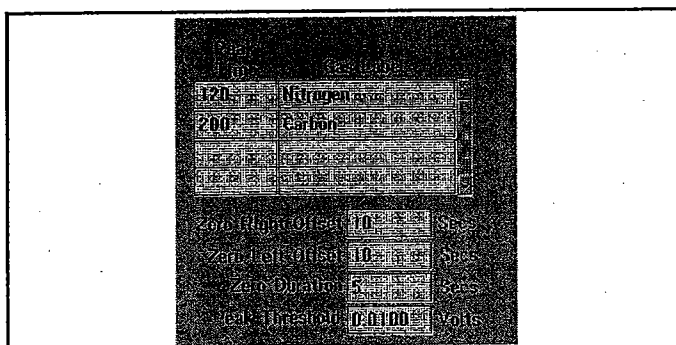 Peak
120 Nitrogen
200 Carbon
Zero Right Offset 10 Secs
Zero Left Offset 10 Secs
Zero Duration 5 Secs
Peak Threshold 0.0100 Volts